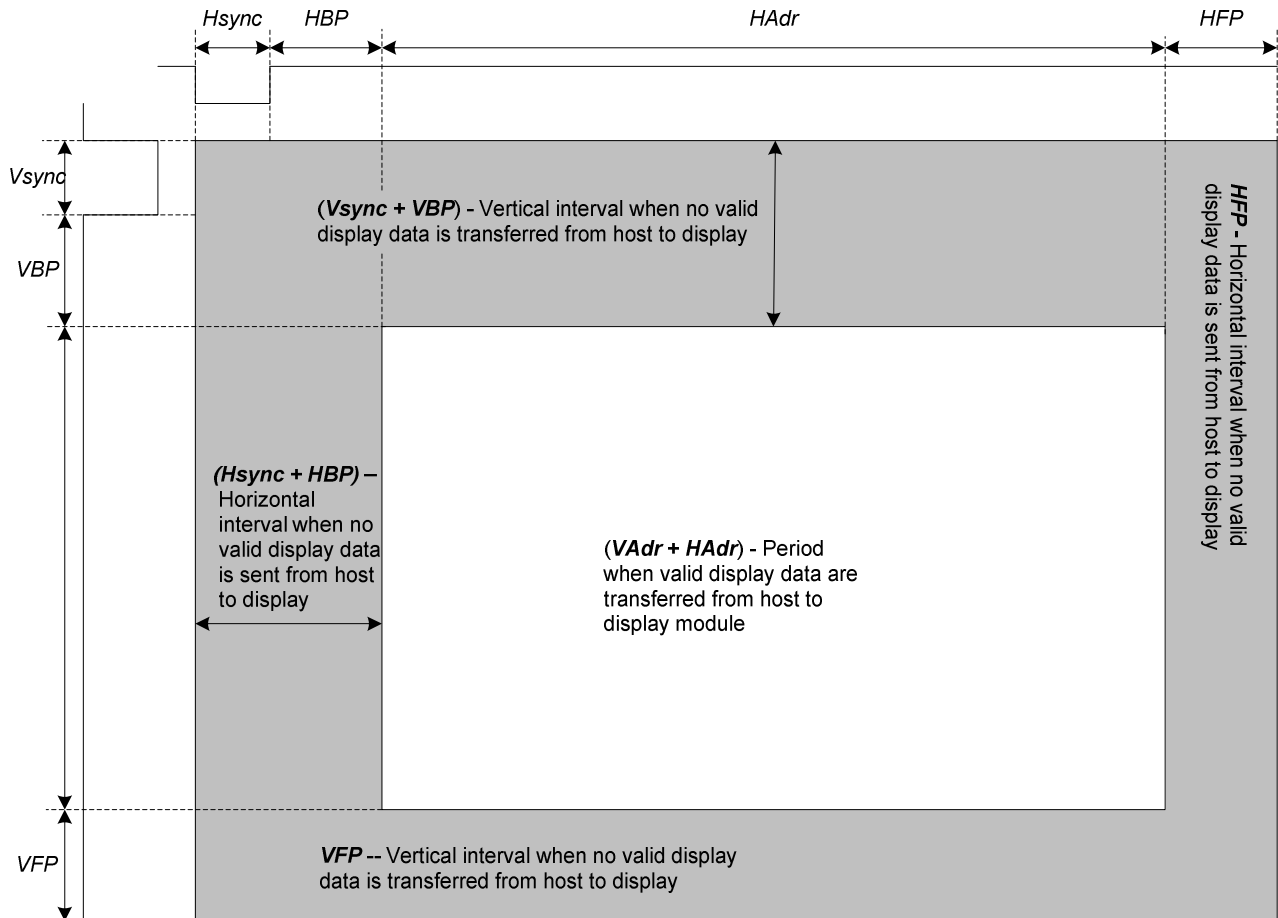 Hsync HBP HAdr HFP
Vsync
VBP
(Vsync + VBP) - Vertical interval when no valid
display data is transferred from host to display
HFP - Horizontal interval when no valid
display data is sent from host to display
(Hsync + HBP) –
Horizontal
interval when no
valid display data
is sent from host
to display
(VAdr + HAdr) - Period
when valid display data are
transferred from host to
display module
VFP
VFP -- Vertical interval when no valid display
data is transferred from host to display